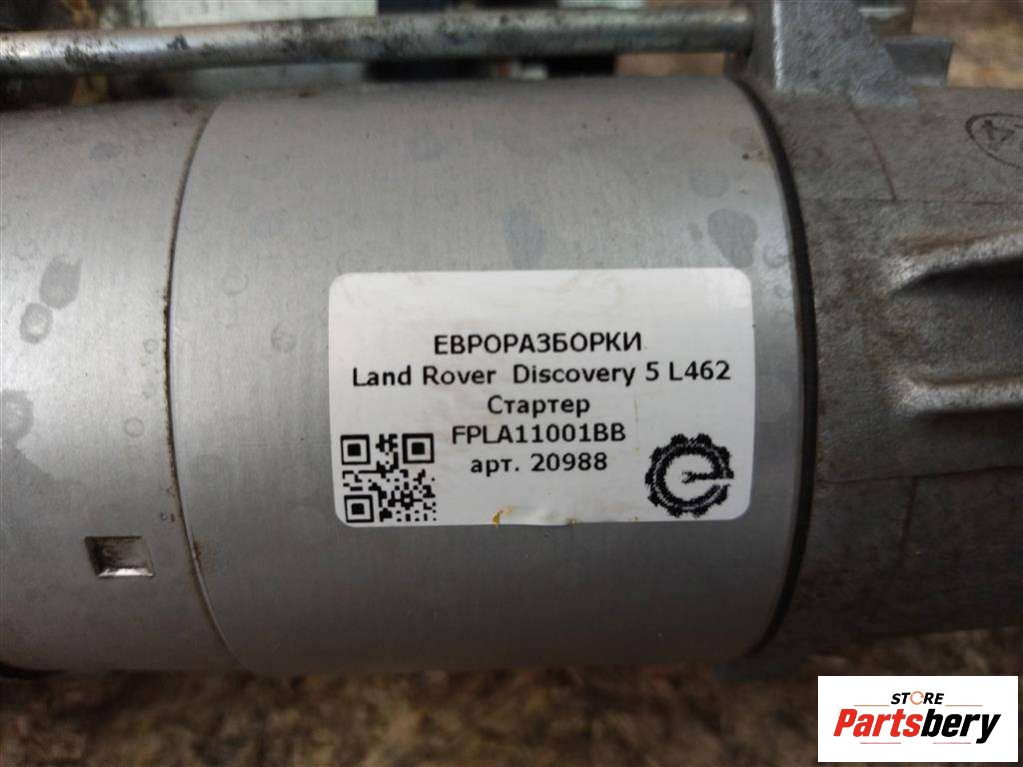 ЕВРОРАЗБОРКИ
Land Rover Discovery 5 L462
Стартер
FPLA11001BB
арт. 20988
STORE
Partsbery